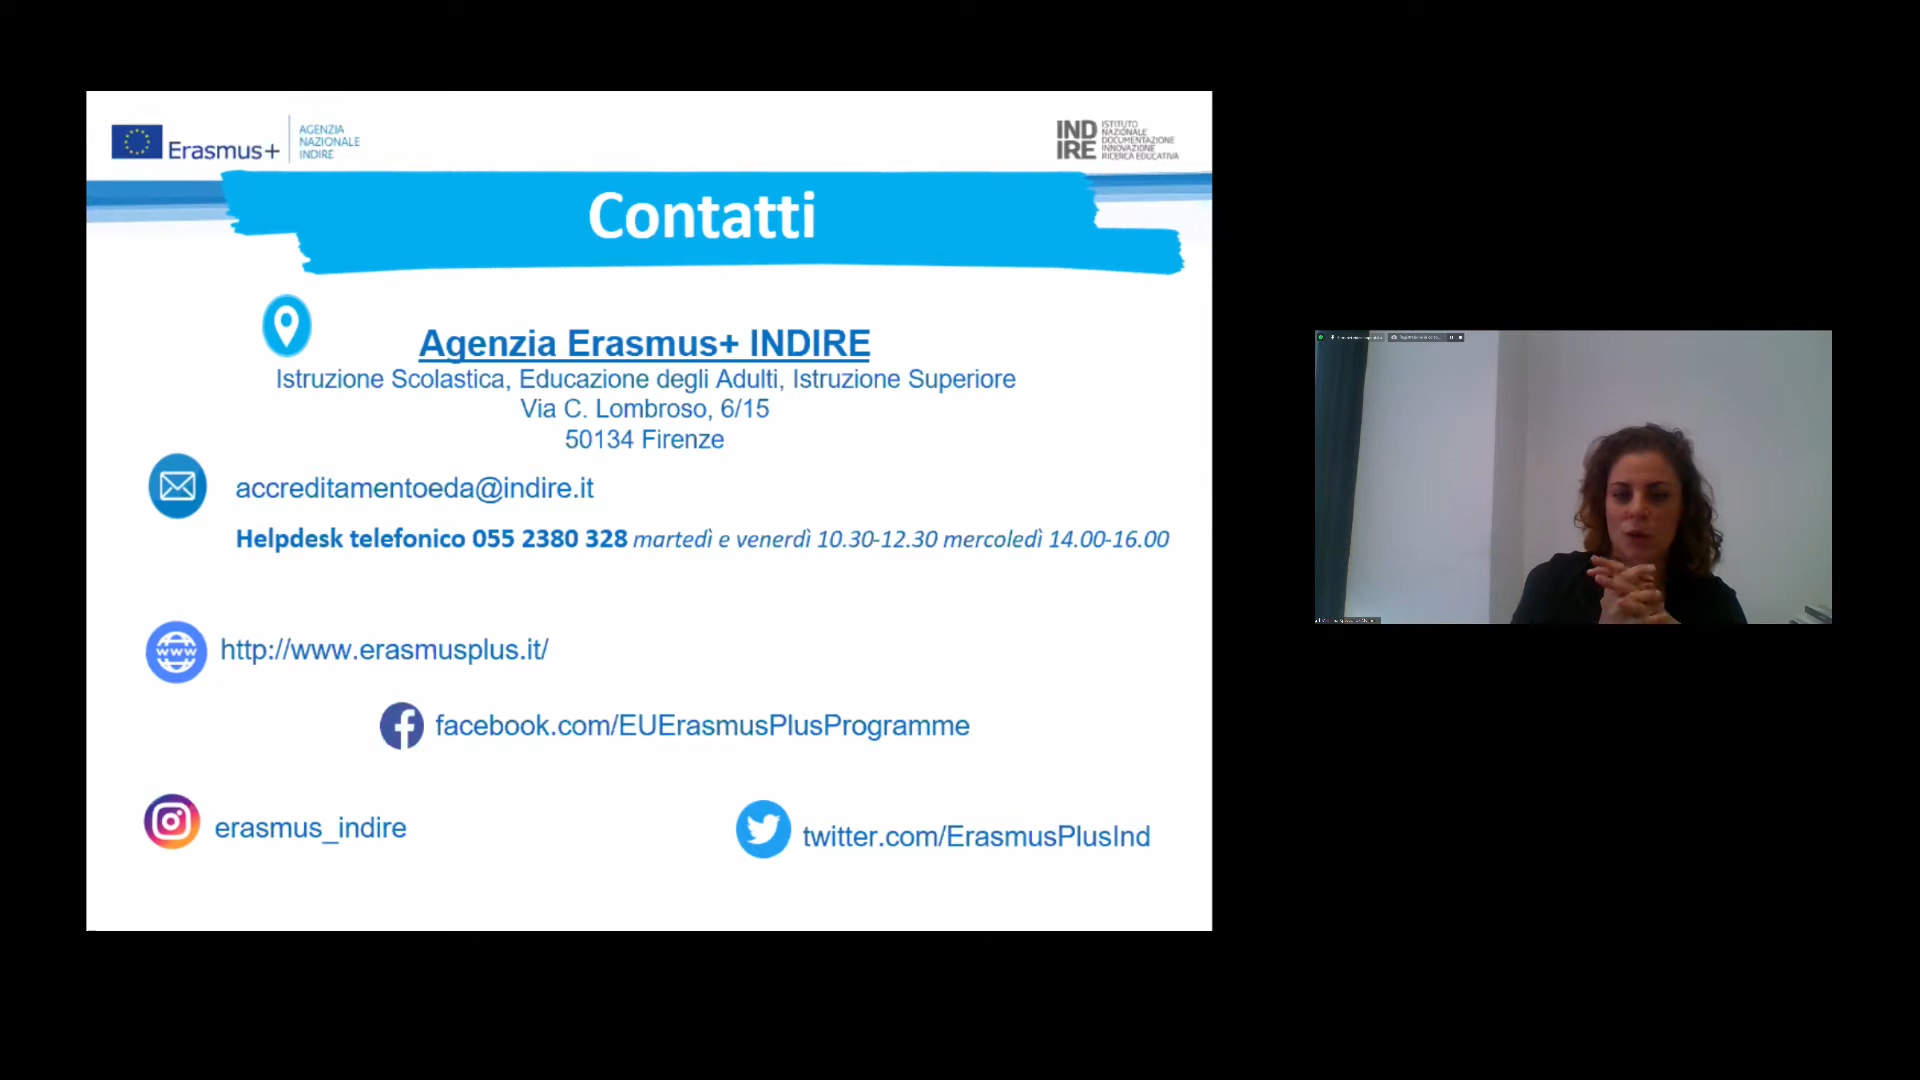 Erasmus+
AGENZIA
NAZIONALE
INDIRE
IND
IRE
ISTITUTO
NAZIONALE
DOCUMENTAZIONE
INNOVAZIONE
RICERCA EDUCATIVA
Contatti
Agenzia Erasmus+ INDIRE
Istruzione Scolastica, Educazione degli Adulti, Istruzione Superiore
Via C. Lombroso, 6/15
50134 Firenze
accreditamentoeda@indire.it
Helpdesk telefonico 055 2380 328 martedì e venerdì 10.30-12.30 mercoledì 14.00-16.00
www
http://www.erasmusplus.it/
facebook.com/EUErasmusPlusProgramme
erasmus_indire
twitter.com/ErasmusPlusInd